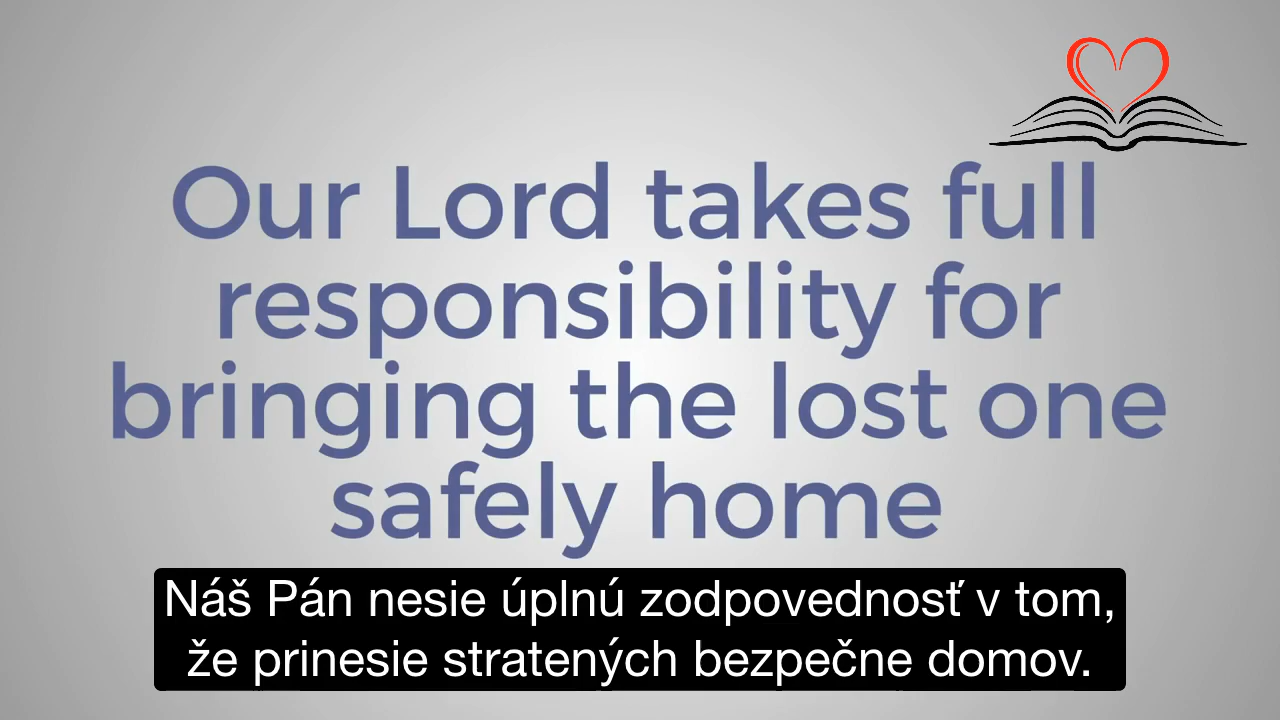 Our Lord takes full
responsibility for
bringing the lost one
safely home
Náš Pán nesie úplnú zodpovednosť v tom,
že prinesie stratených bezpečne domov.